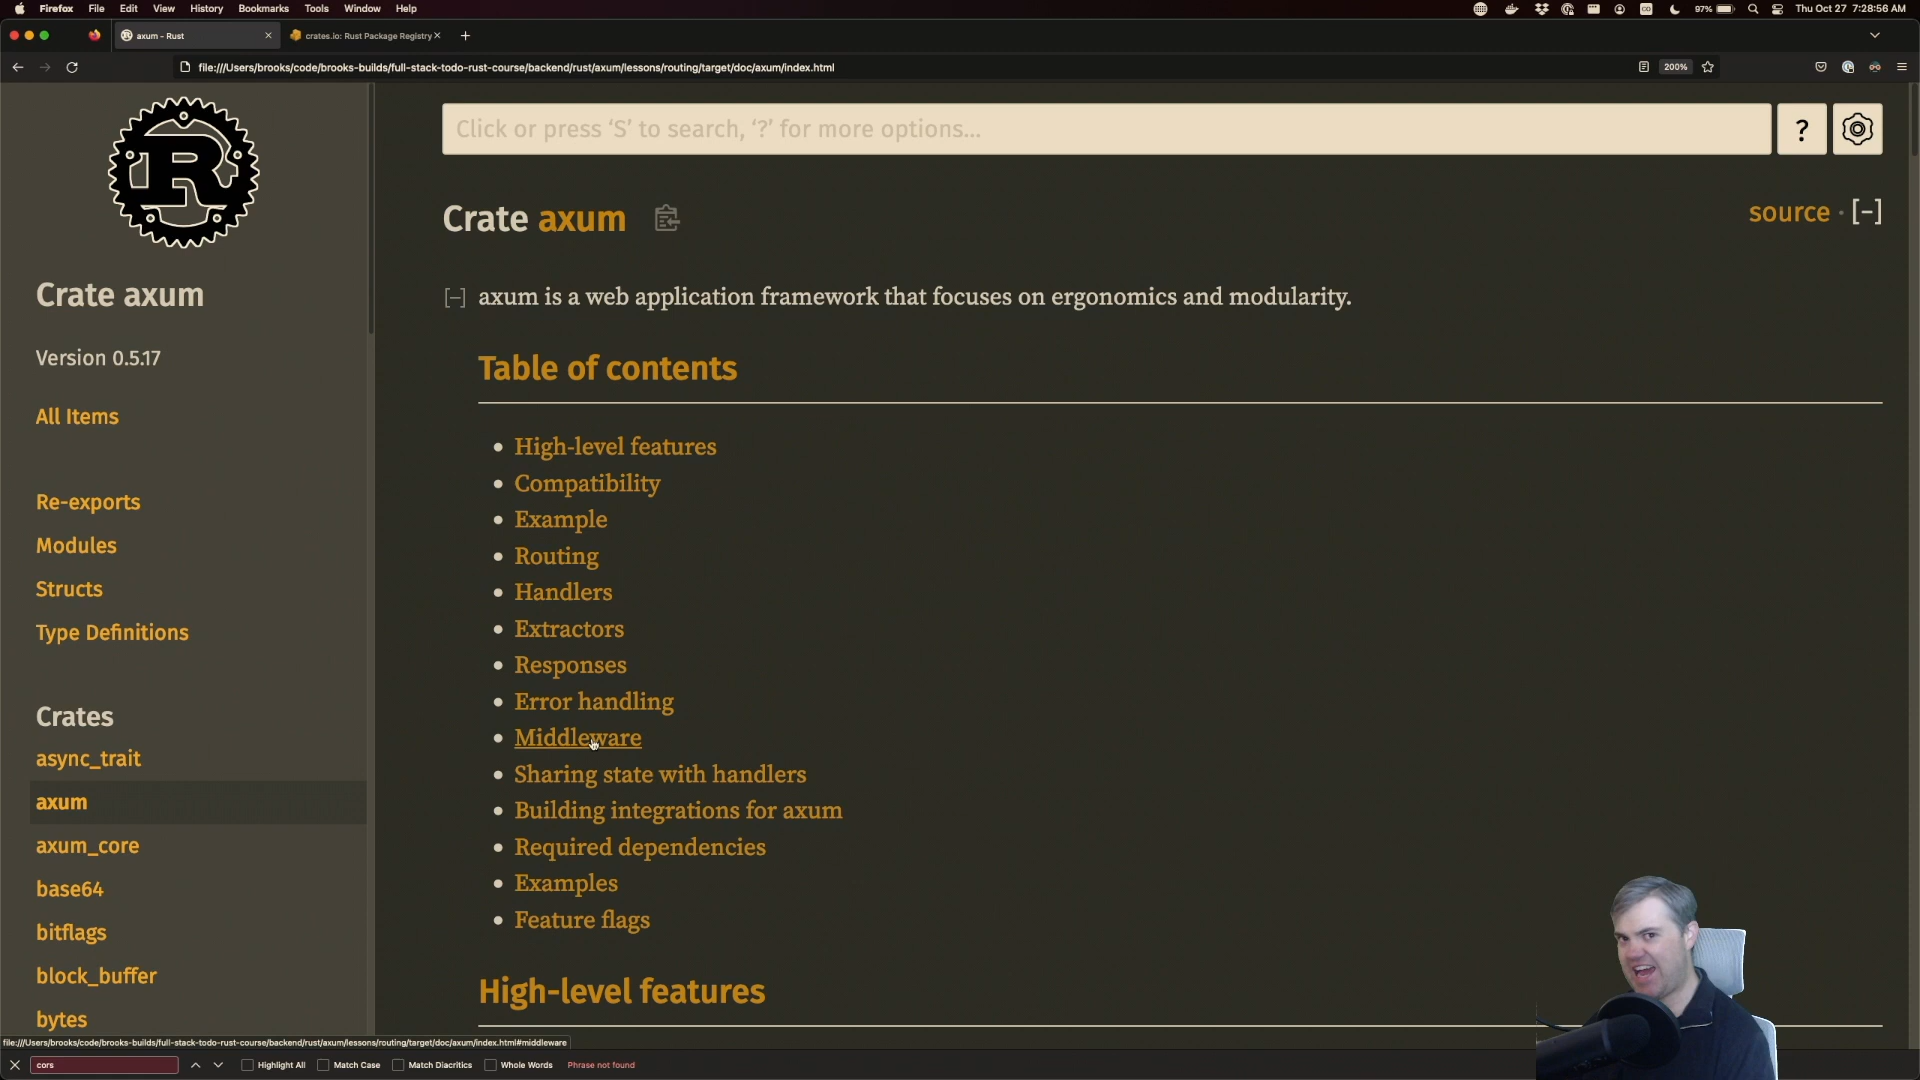 Firefox File Edit View History Bookmarks Tools Window Help 97% Thu Oct 27 7:28:56 AM
axum - Rust crates.io: Rust Package Registry
file:///Users/brooks/code/brooks-builds/full-stack-todo-rust-course/backend/rust/axum/lessons/routing/target/doc/axum/index.html 200%
Click or press ‘S’ to search, ‘?’ for more options… ?
Crate axum source · [−]
[−] axum is a web application framework that focuses on ergonomics and modularity.
Table of contents
• High-level features
• Compatibility
• Example
• Routing
• Handlers
• Extractors
• Responses
• Error handling
• Middleware
• Sharing state with handlers
• Building integrations for axum
• Required dependencies
• Examples
• Feature flags
High-level features
R
Crate axum
Version 0.5.17
All Items
Re-exports
Modules
Structs
Type Definitions
Crates
async_trait
axum
axum_core
base64
bitflags
block_buffer
bytes
file:///Users/brooks/code/brooks-builds/full-stack-todo-rust-course/backend/rust/axum/lessons/routing/target/doc/axum/index.html#middleware
cors Highlight All Match Case Match Diacritics Whole Words Phrase not found